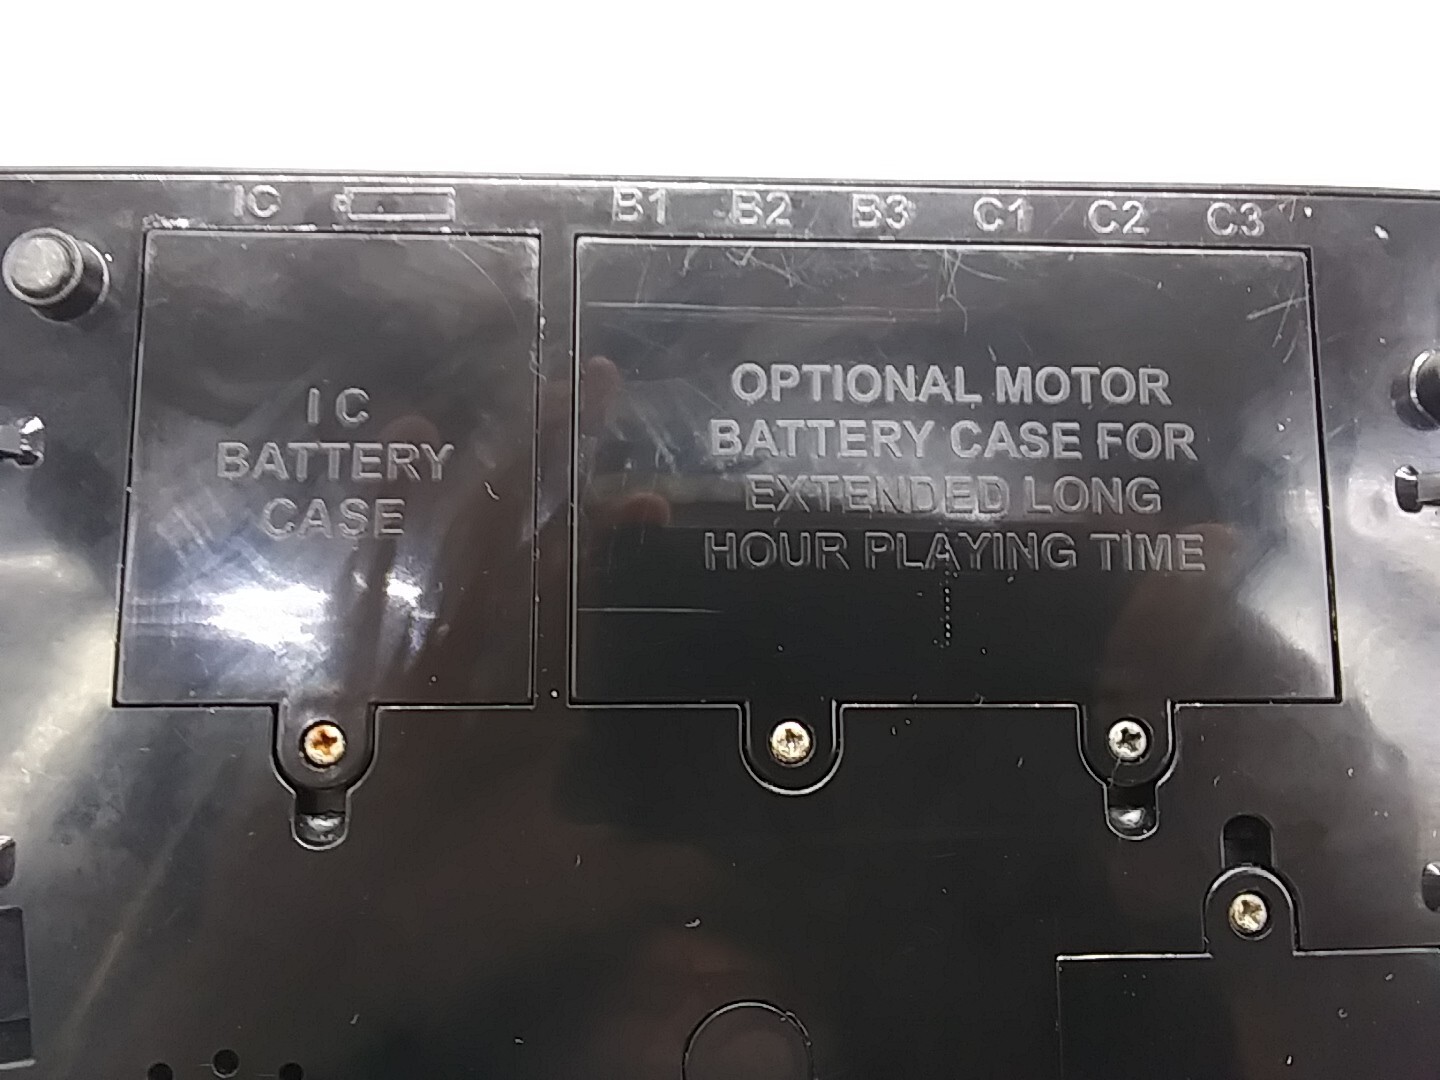 IC
B1 B2 B3 C1 C2 C3
I C
BATTERY
CASE
OPTIONAL MOTOR
BATTERY CASE FOR
EXTENDED LONG
HOUR PLAYING TIME